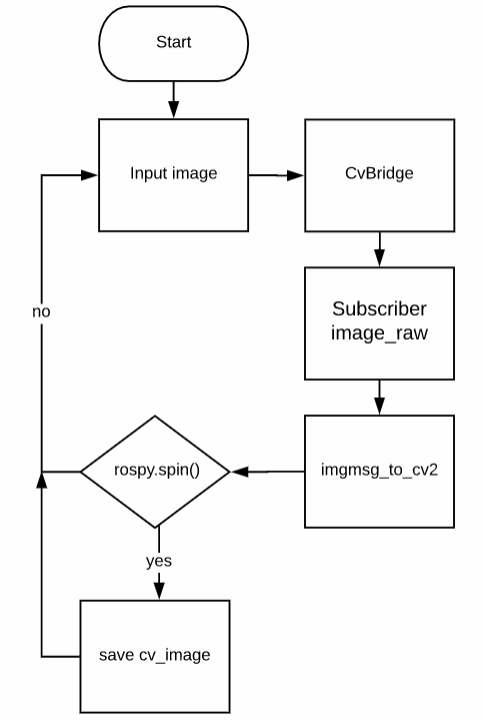 Start
Input image
CvBridge
Subscriber
image_raw
imgmsg_to_cv2
rospy.spin()
no
yes
save cv_image